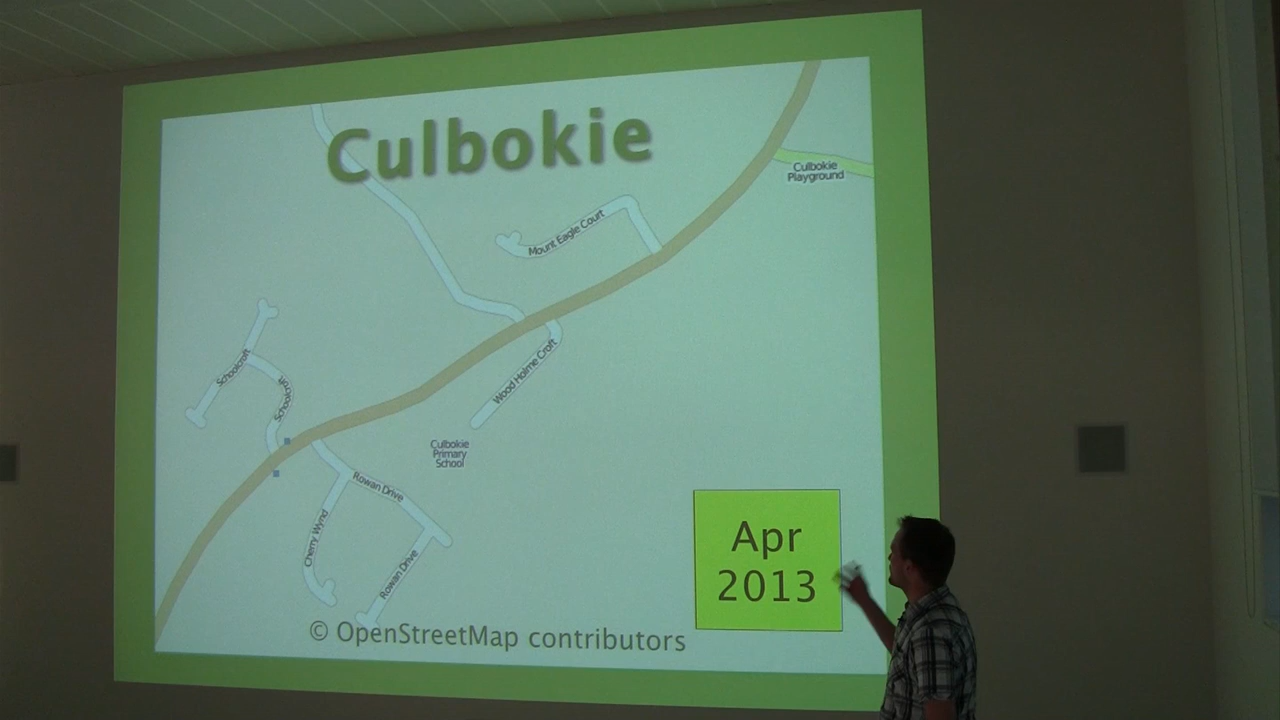 Culbokie
Culbokie
Playground
Mount Eagle Court
Wood Holme Croft
Schoolcroft
Schoolcroft
Culbokie
Primary
School
Rowan Drive
Cherry Wynd
Rowan Drive
Apr
2013
© OpenStreetMap contributors